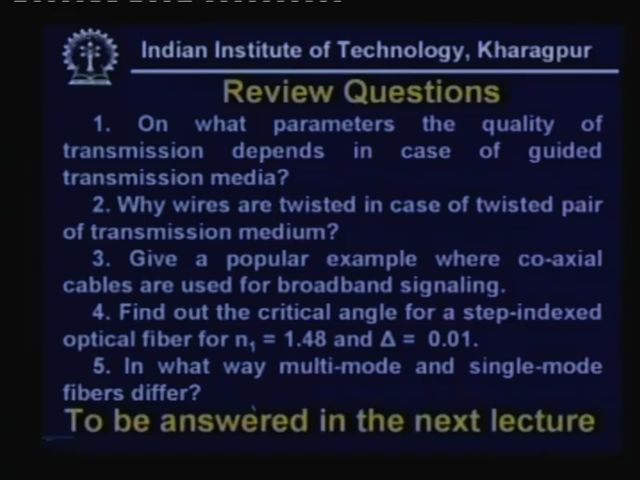 Indian Institute of Technology, Kharagpur
Review Questions
1. On what parameters the quality of
transmission depends in case of guided
transmission media?
2. Why wires are twisted in case of twisted pair
of transmission medium?
3. Give a popular example where co-axial
cables are used for broadband signaling.
4. Find out the critical angle for a step-indexed
optical fiber for n₁ = 1.48 and Δ = 0.01.
5. In what way multi-mode and single-mode
fibers differ?
To be answered in the next lecture